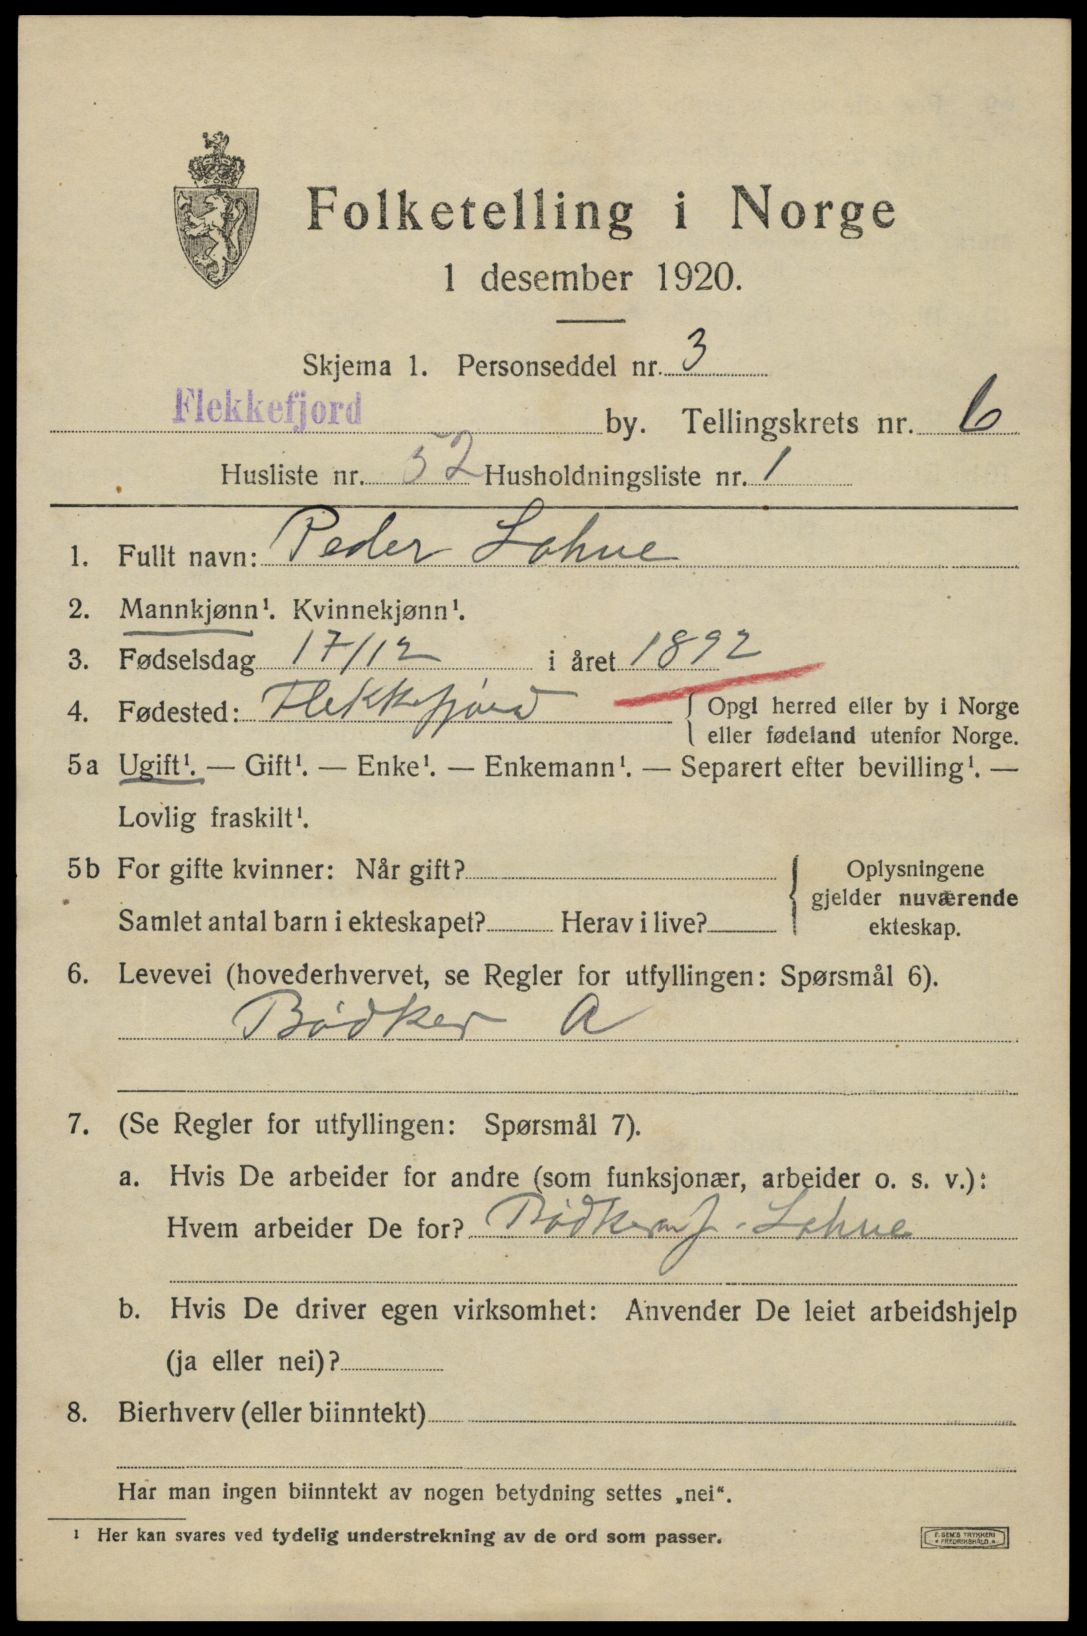 Folketelling i Norge
1 desember 1920.
Skjema 1. Personseddel nr. 3
Flekkefjord by. Tellingskrets nr. 6
Husliste nr. 52 Husholdningsliste nr. 1
1. Fullt navn: Peder Lohne
2. Mannkjønn¹. Kvinnekjønn¹.
3. Fødselsdag 17/12 i året 1892
4. Fødested: Flekkefjord { Opgi herred eller by i Norge
eller fødeland utenfor Norge.
5a Ugift¹. — Gift¹. — Enke¹. — Enkemann¹. — Separert efter bevilling¹. —
Lovlig fraskilt¹.
5b For gifte kvinner: Når gift?
Samlet antal barn i ekteskapet? Herav i live?
{ Oplysningene
gjelder nuværende
ekteskap.
6. Levevei (hovederhvervet, se Regler for utfyllingen: Spørsmål 6).
Bødker A
7. (Se Regler for utfyllingen: Spørsmål 7).
a. Hvis De arbeider for andre (som funksjonær, arbeider o. s. v.):
Hvem arbeider De for? Lohne
b. Hvis De driver egen virksomhet: Anvender De leiet arbeidshjelp
(ja eller nei)?
8. Bierhverv (eller biinntekt)
Har man ingen biinntekt av nogen betydning settes „nei“.
¹ Her kan svares ved tydelig understrekning av de ord som passer.
F. SEM'S TRYKKERI
* FREDRIKSHALD *